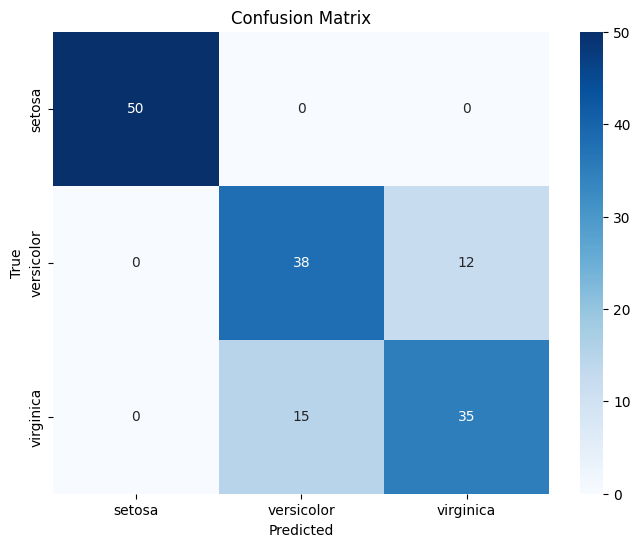 Confusion Matrix
50
setosa
50 0 0
40
30
True
versicolor
0 38 12
20
virginica
0 15 35
10
0
setosa versicolor virginica
Predicted